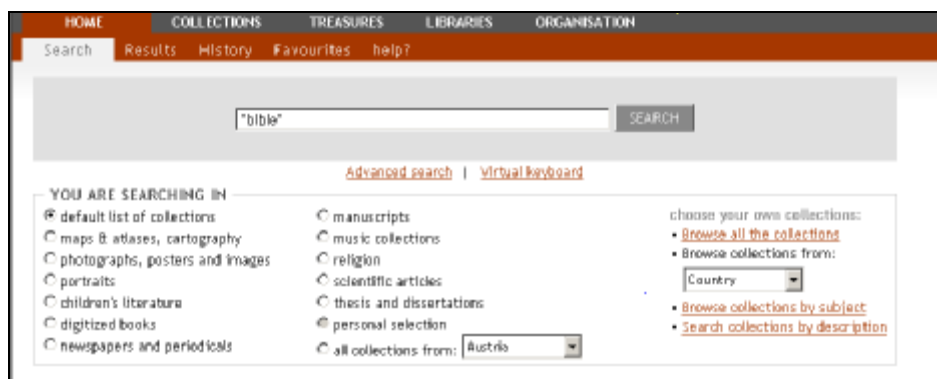 HOME COLLECTIONS TREASURES LIBRARIES ORGANISATION
Search Results History Favourites help?
"bible" SEARCH
Advanced search | Virtual keyboard
YOU ARE SEARCHING IN
default list of collections
maps & atlases, cartography
photographs, posters and images
portraits
children's literature
digitized books
newspapers and periodicals
manuscripts
music collections
religion
scientific articles
thesis and dissertations
personal selection
all collections from: Austria
choose your own collections:
▪ Browse all the collections
▪ Browse collections from:
Country
▪ Browse collections by subject
▪ Search collections by description